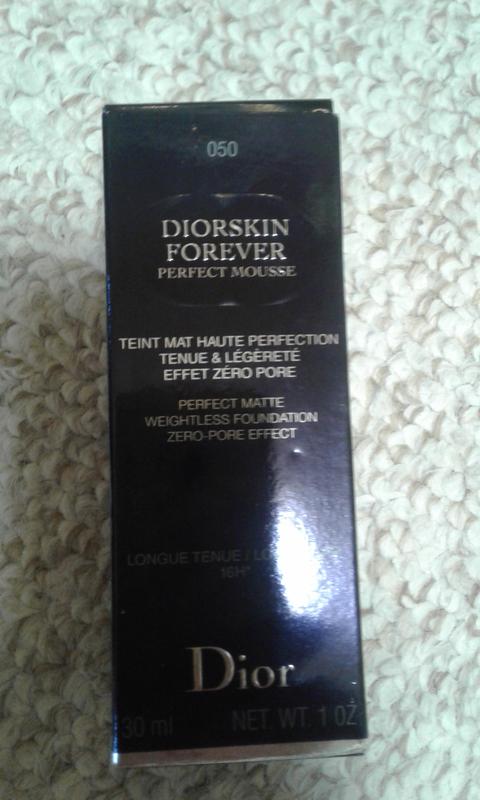 050
DIORSKIN
FOREVER
PERFECT MOUSSE
TEINT MAT HAUTE PERFECTION
TENUE & LÉGÈRETÉ
EFFET ZÉRO PORE
PERFECT MATTE
WEIGHTLESS FOUNDATION
ZERO-PORE EFFECT
LONGUE TENUE /
16H*
Dior
30 ml NET. WT. 1 OZ